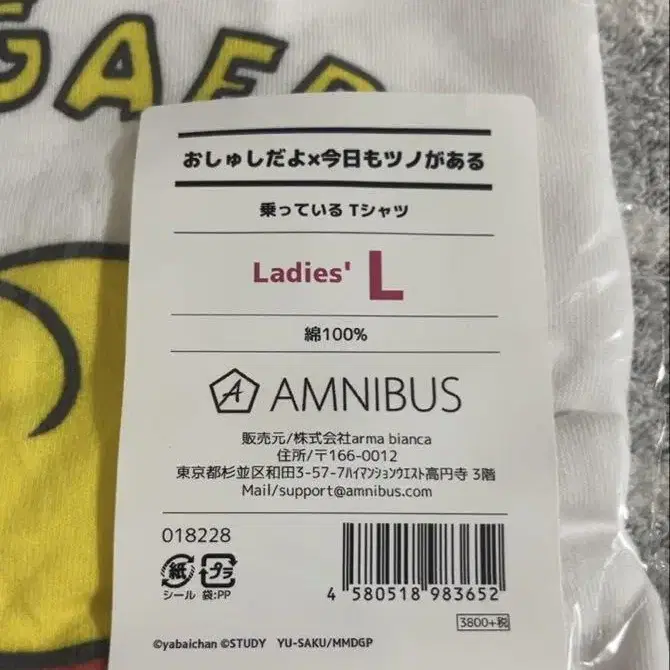 GAER
おしゅしだよ×今日もツノがある
乗っている Tシャツ
Ladies' L
綿100%
AMNIBUS
販売元/株式会社arma bianca
住所/〒166-0012
東京都杉並区和田3-57-7ハイマンションウエスト高円寺 3階
Mail/support@amnibus.com
018228
紙 プラ
シール 袋:PP
4 580518 983652
3800+税
©yabaichan ©STUDY YU-SAKU/MMDGP